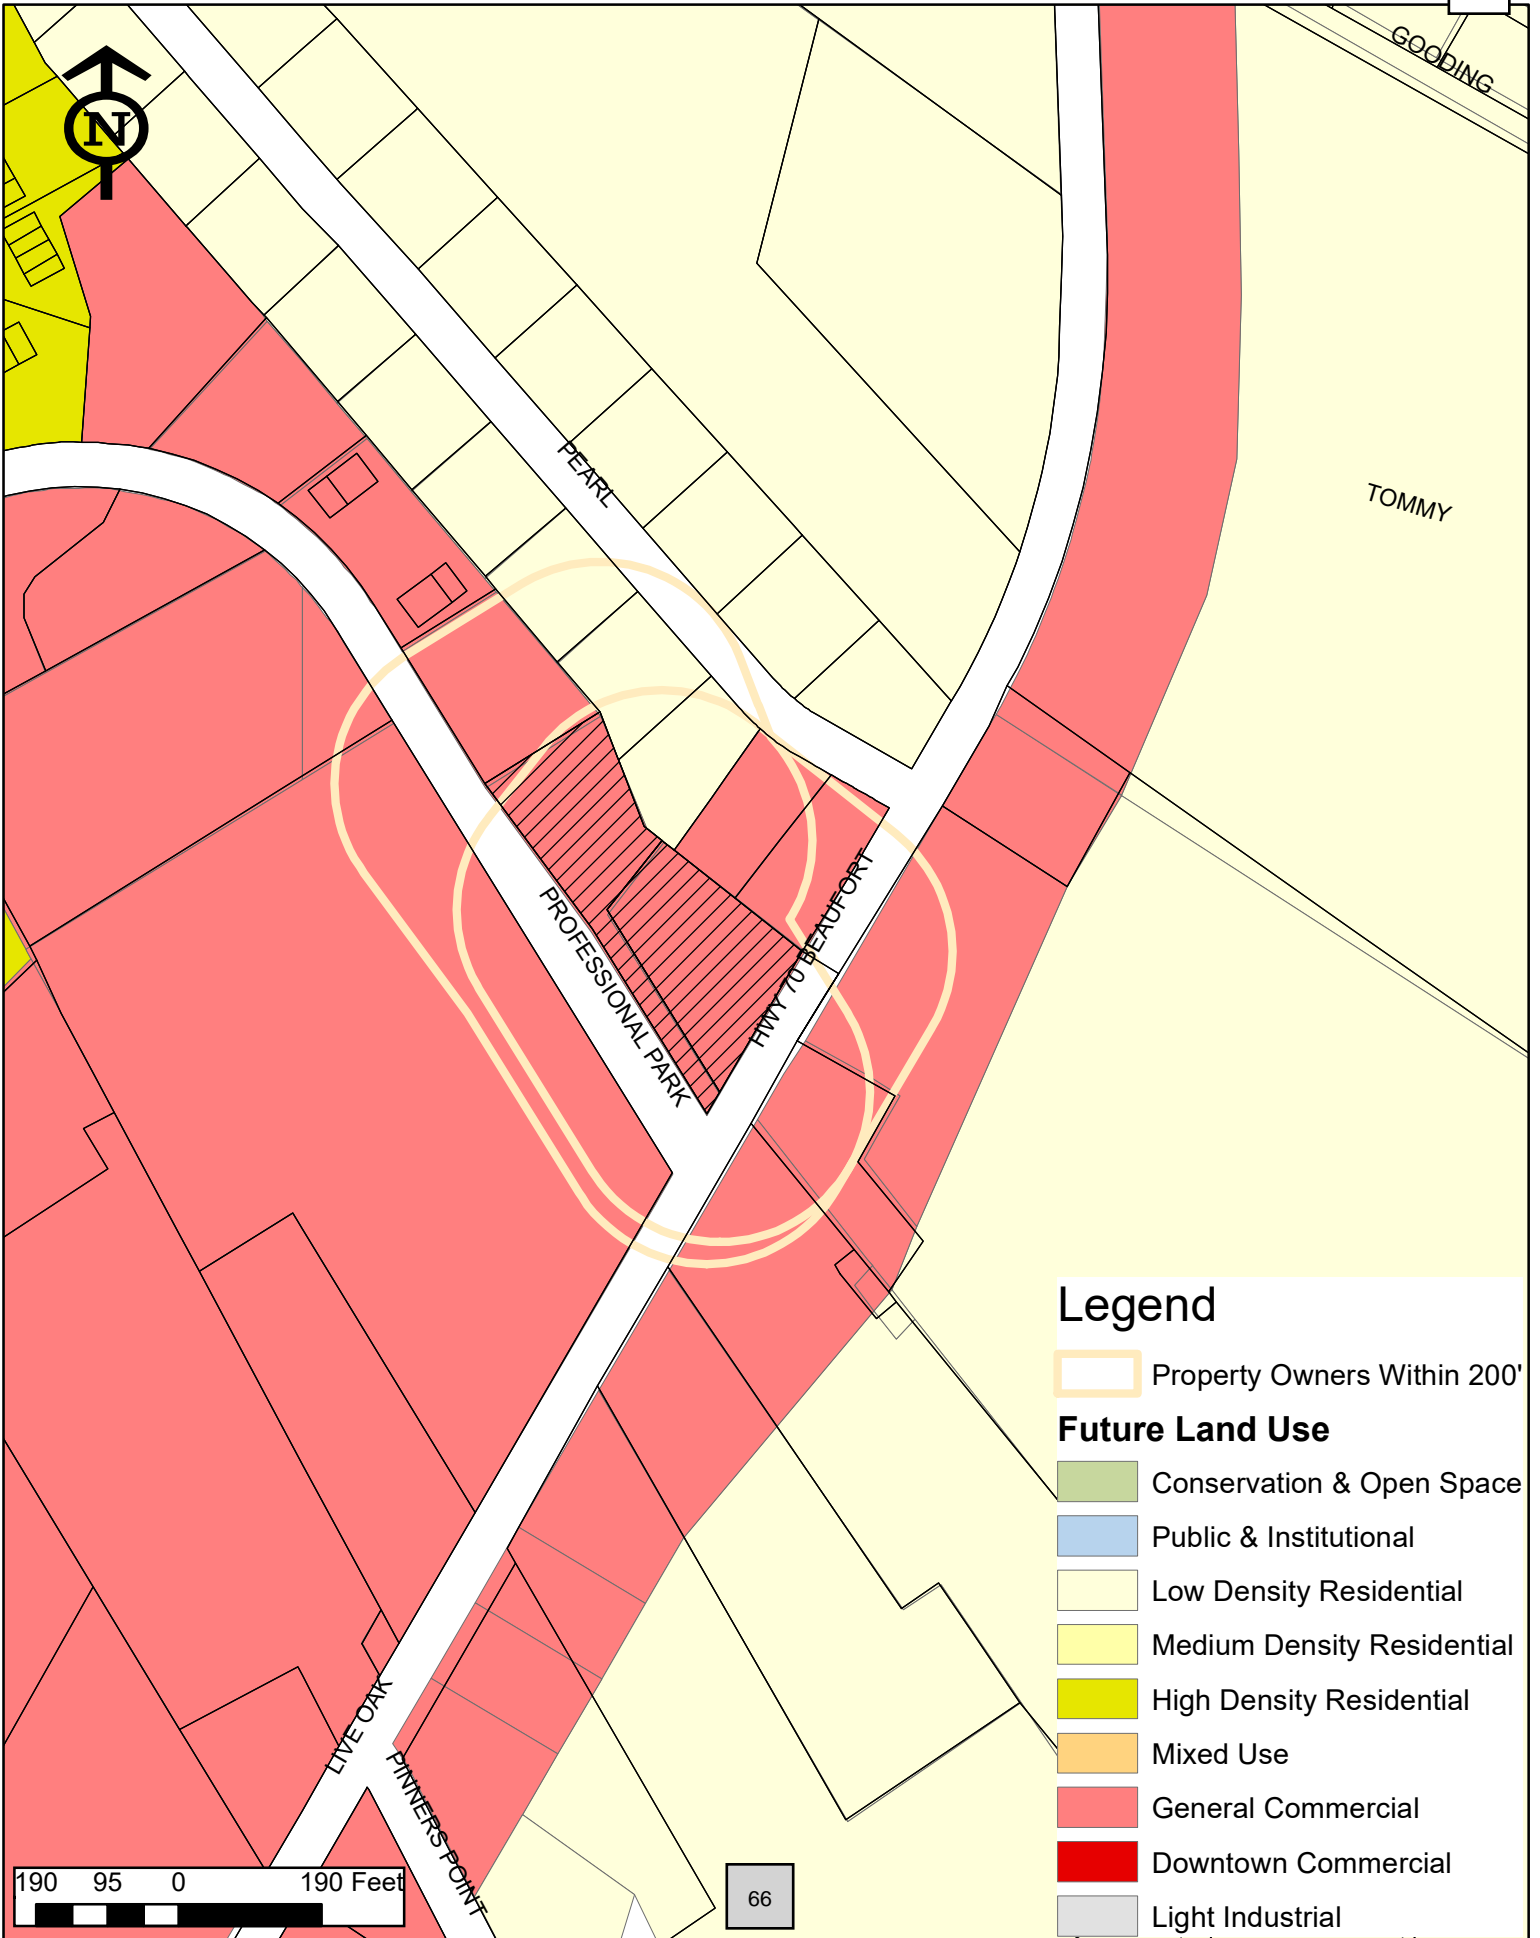 GOODING
N
PEARL
TOMMY
HWY 70 BEAUFORT
PROFESSIONAL PARK
LIVE OAK
PINNERS POINT
Legend
Property Owners Within 200'
Future Land Use
Conservation & Open Space
Public & Institutional
Low Density Residential
Medium Density Residential
High Density Residential
Mixed Use
General Commercial
Downtown Commercial
Light Industrial
190 95 0 190 Feet
66